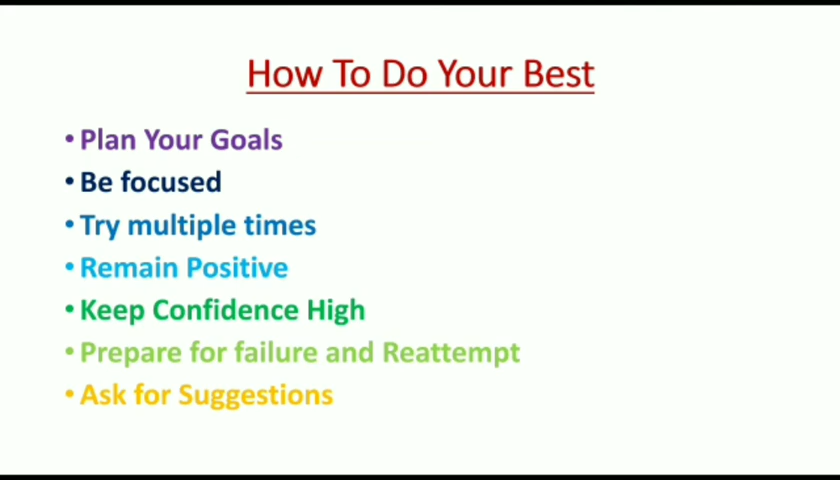 How To Do Your Best
• Plan Your Goals
• Be focused
• Try multiple times
• Remain Positive
• Keep Confidence High
• Prepare for failure and Reattempt
• Ask for Suggestions